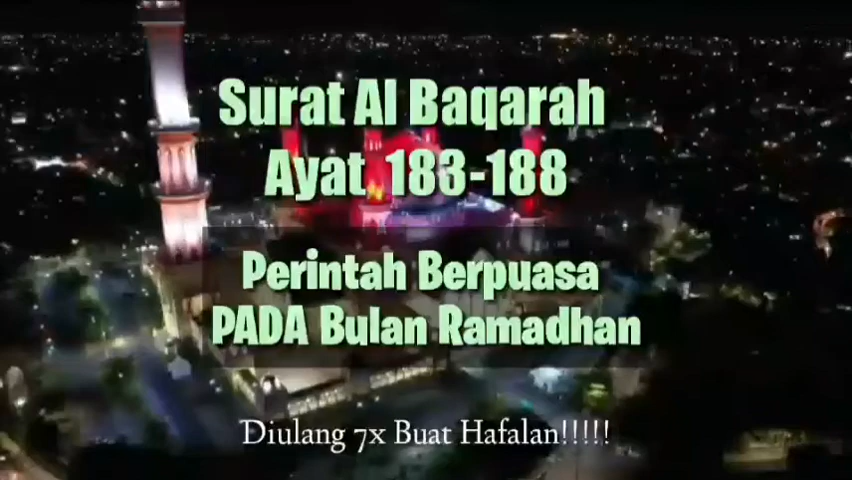 Surat Al Baqarah
Ayat 183-188
Perintah Berpuasa
PADA Bulan Ramadhan
Diulang 7x Buat Hafalan!!!!!